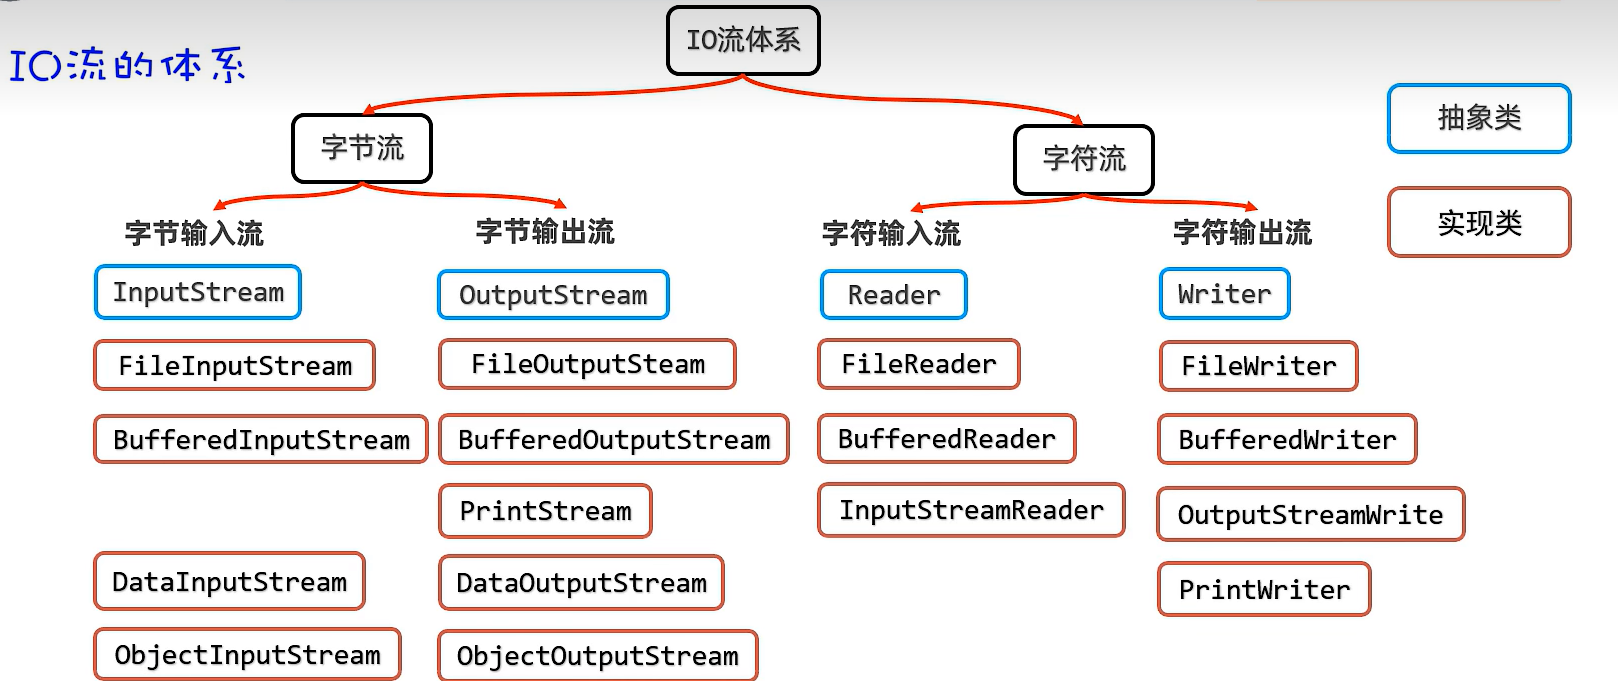 IO流的体系
IO流体系
抽象类
实现类
字节流
字符流
字节输入流
字节输出流
字符输入流
字符输出流
InputStream
OutputStream
Reader
Writer
FileInputStream
FileOutputSteam
FileReader
FileWriter
BufferedInputStream
BufferedOutputStream
BufferedReader
BufferedWriter
PrintStream
InputStreamReader
OutputStreamWrite
DataInputStream
DataOutputStream
PrintWriter
ObjectInputStream
ObjectOutputStream